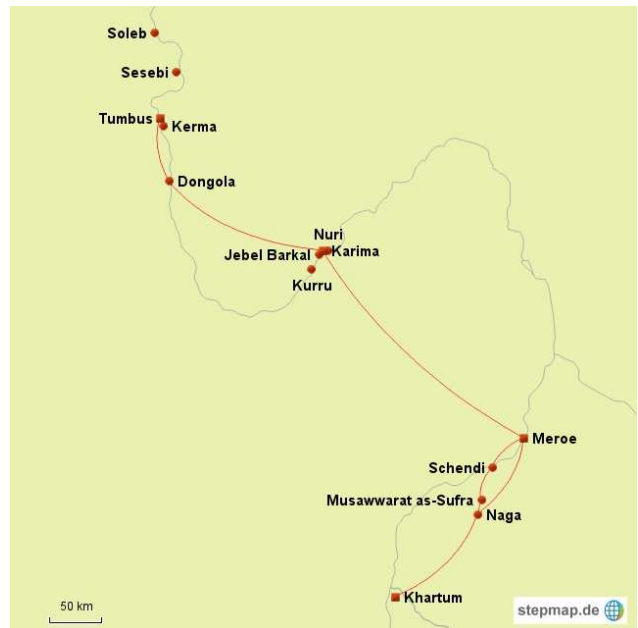 Soleb
Sesebi
Tumbus
Kerma
Dongola
Nuri
Jebel Barkal
Karima
Kurru
Meroe
Schendi
Musawwarat as-Sufra
Naga
Khartum
50 km
stepmap.de